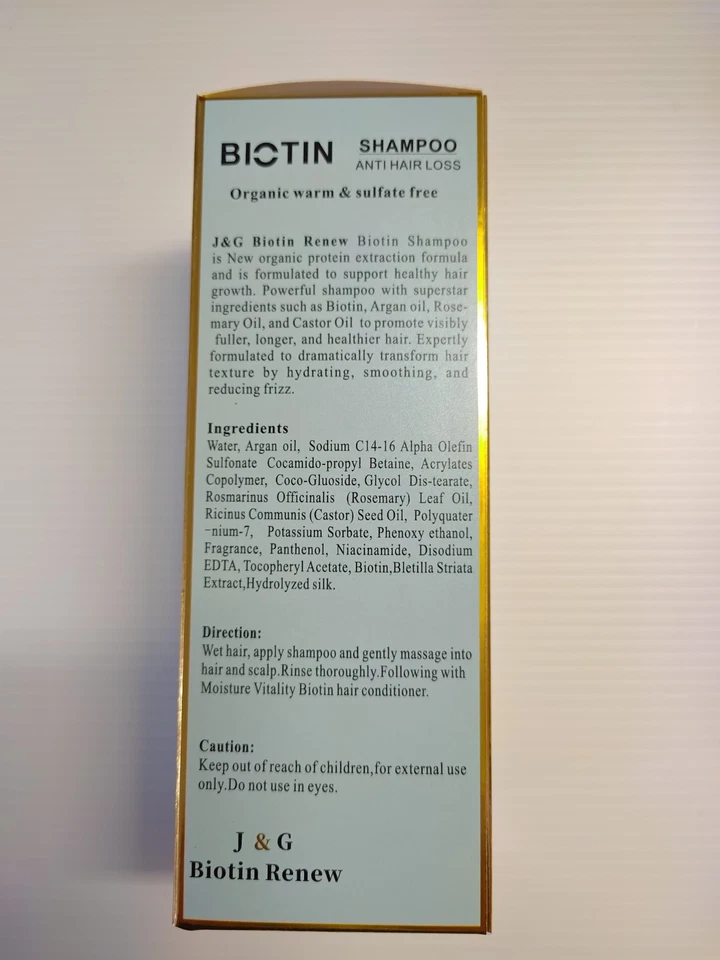 BIOTIN
SHAMPOO
ANTI HAIR LOSS
Organic warm & sulfate free
J&G Biotin Renew Biotin Shampoo
is New organic protein extraction formula
and is formulated to support healthy hair
growth. Powerful shampoo with superstar
ingredients such as Biotin, Argan oil, Rose-
mary Oil, and Castor Oil to promote visibly
fuller, longer, and healthier hair. Expertly
formulated to dramatically transform hair
texture by hydrating, smoothing, and
reducing frizz.
Ingredients
Water, Argan oil, Sodium C14-16 Alpha Olefin
Sulfonate Cocamido-propyl Betaine, Acrylates
Copolymer, Coco-Gluoside, Glycol Dis-tearate,
Rosmarinus Officinalis (Rosemary) Leaf Oil,
Ricinus Communis (Castor) Seed Oil, Polyquater
-nium-7, Potassium Sorbate, Phenoxy ethanol,
Fragrance, Panthenol, Niacinamide, Disodium
EDTA, Tocopheryl Acetate, Biotin,Bletilla Striata
Extract,Hydrolyzed silk.
Direction:
Wet hair, apply shampoo and gently massage into
hair and scalp.Rinse thoroughly.Following with
Moisture Vitality Biotin hair conditioner.
Caution:
Keep out of reach of children,for external use
only.Do not use in eyes.
J & G
Biotin Renew